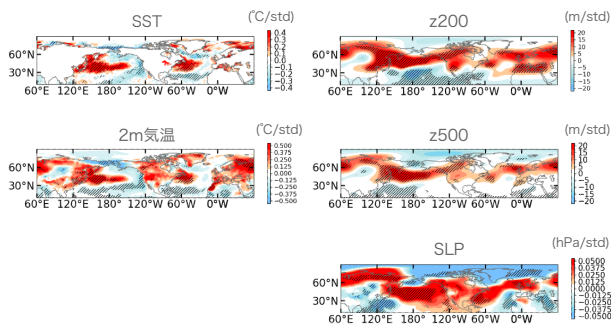 SST (℃/std)
0.4
0.3
0.2
0.1
0.0
−0.1
−0.2
−0.3
−0.4
60°N
30°N
60°E 120°E 180° 120°W 60°W 0°W
z200 (m/std)
20
15
10
5
0
−5
−10
−15
−20
60°N
30°N
60°E 120°E 180° 120°W 60°W 0°W
2m気温 (℃/std)
0.500
0.375
0.250
0.125
0.000
−0.125
−0.250
−0.375
−0.500
60°N
30°N
60°E 120°E 180° 120°W 60°W 0°W
z500 (m/std)
20
15
10
5
0
−5
−10
−15
−20
60°N
30°N
60°E 120°E 180° 120°W 60°W 0°W
SLP (hPa/std)
0.0500
0.0375
0.0250
0.0125
0.0000
−0.0125
−0.0250
−0.0375
−0.0500
60°N
30°N
60°E 120°E 180° 120°W 60°W 0°W